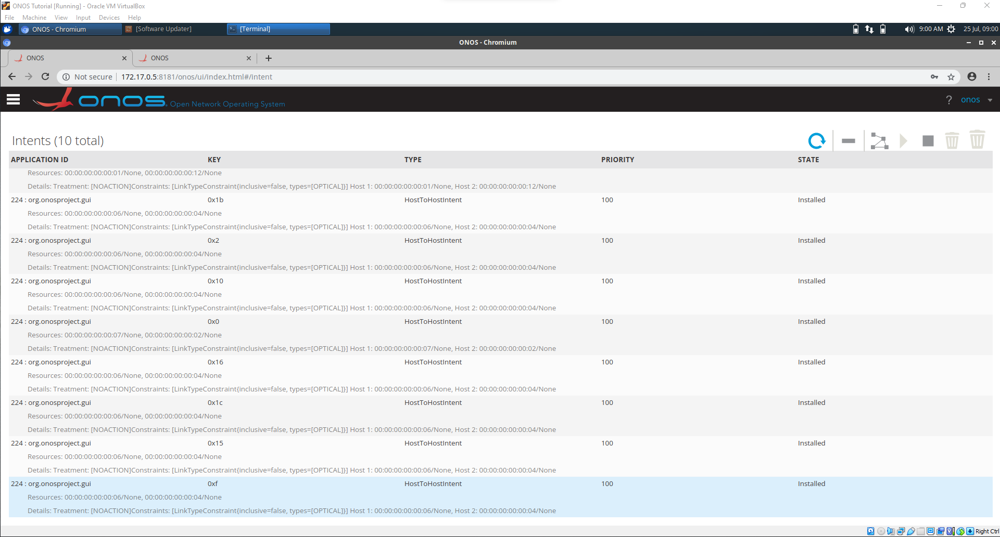 ONOS Tutorial [Running] - Oracle VM VirtualBox
File Machine View Input Devices Help
ONOS - Chromium [Software Updater] [Terminal] 9:00 AM 25 Jul, 09:00
ONOS - Chromium
ONOS ONOS
Not secure 172.17.0.5:8181/onos/ui/index.html#/intent
onos Open Network Operating System ? onos
Intents (10 total)
APPLICATION ID KEY TYPE PRIORITY STATE
Resources: 00:00:00:00:00:01/None, 00:00:00:00:00:12/None
Details: Treatment: [NOACTION]Constraints: [LinkTypeConstraint{inclusive=false, types=[OPTICAL]}] Host 1: 00:00:00:00:00:01/None, Host 2: 00:00:00:00:00:12/None
224 : org.onosproject.gui 0x1b HostToHostIntent 100 Installed
Resources: 00:00:00:00:00:06/None, 00:00:00:00:00:04/None
Details: Treatment: [NOACTION]Constraints: [LinkTypeConstraint{inclusive=false, types=[OPTICAL]}] Host 1: 00:00:00:00:00:06/None, Host 2: 00:00:00:00:00:04/None
224 : org.onosproject.gui 0x2 HostToHostIntent 100 Installed
Resources: 00:00:00:00:00:06/None, 00:00:00:00:00:04/None
Details: Treatment: [NOACTION]Constraints: [LinkTypeConstraint{inclusive=false, types=[OPTICAL]}] Host 1: 00:00:00:00:00:06/None, Host 2: 00:00:00:00:00:04/None
224 : org.onosproject.gui 0x10 HostToHostIntent 100 Installed
Resources: 00:00:00:00:00:06/None, 00:00:00:00:00:04/None
Details: Treatment: [NOACTION]Constraints: [LinkTypeConstraint{inclusive=false, types=[OPTICAL]}] Host 1: 00:00:00:00:00:06/None, Host 2: 00:00:00:00:00:04/None
224 : org.onosproject.gui 0x0 HostToHostIntent 100 Installed
Resources: 00:00:00:00:00:07/None, 00:00:00:00:00:02/None
Details: Treatment: [NOACTION]Constraints: [LinkTypeConstraint{inclusive=false, types=[OPTICAL]}] Host 1: 00:00:00:00:00:07/None, Host 2: 00:00:00:00:00:02/None
224 : org.onosproject.gui 0x16 HostToHostIntent 100 Installed
Resources: 00:00:00:00:00:06/None, 00:00:00:00:00:04/None
Details: Treatment: [NOACTION]Constraints: [LinkTypeConstraint{inclusive=false, types=[OPTICAL]}] Host 1: 00:00:00:00:00:06/None, Host 2: 00:00:00:00:00:04/None
224 : org.onosproject.gui 0x1c HostToHostIntent 100 Installed
Resources: 00:00:00:00:00:06/None, 00:00:00:00:00:04/None
Details: Treatment: [NOACTION]Constraints: [LinkTypeConstraint{inclusive=false, types=[OPTICAL]}] Host 1: 00:00:00:00:00:06/None, Host 2: 00:00:00:00:00:04/None
224 : org.onosproject.gui 0x15 HostToHostIntent 100 Installed
Resources: 00:00:00:00:00:06/None, 00:00:00:00:00:04/None
Details: Treatment: [NOACTION]Constraints: [LinkTypeConstraint{inclusive=false, types=[OPTICAL]}] Host 1: 00:00:00:00:00:06/None, Host 2: 00:00:00:00:00:04/None
224 : org.onosproject.gui 0xf HostToHostIntent 100 Installed
Resources: 00:00:00:00:00:06/None, 00:00:00:00:00:04/None
Details: Treatment: [NOACTION]Constraints: [LinkTypeConstraint{inclusive=false, types=[OPTICAL]}] Host 1: 00:00:00:00:00:06/None, Host 2: 00:00:00:00:00:04/None
Right Ctrl